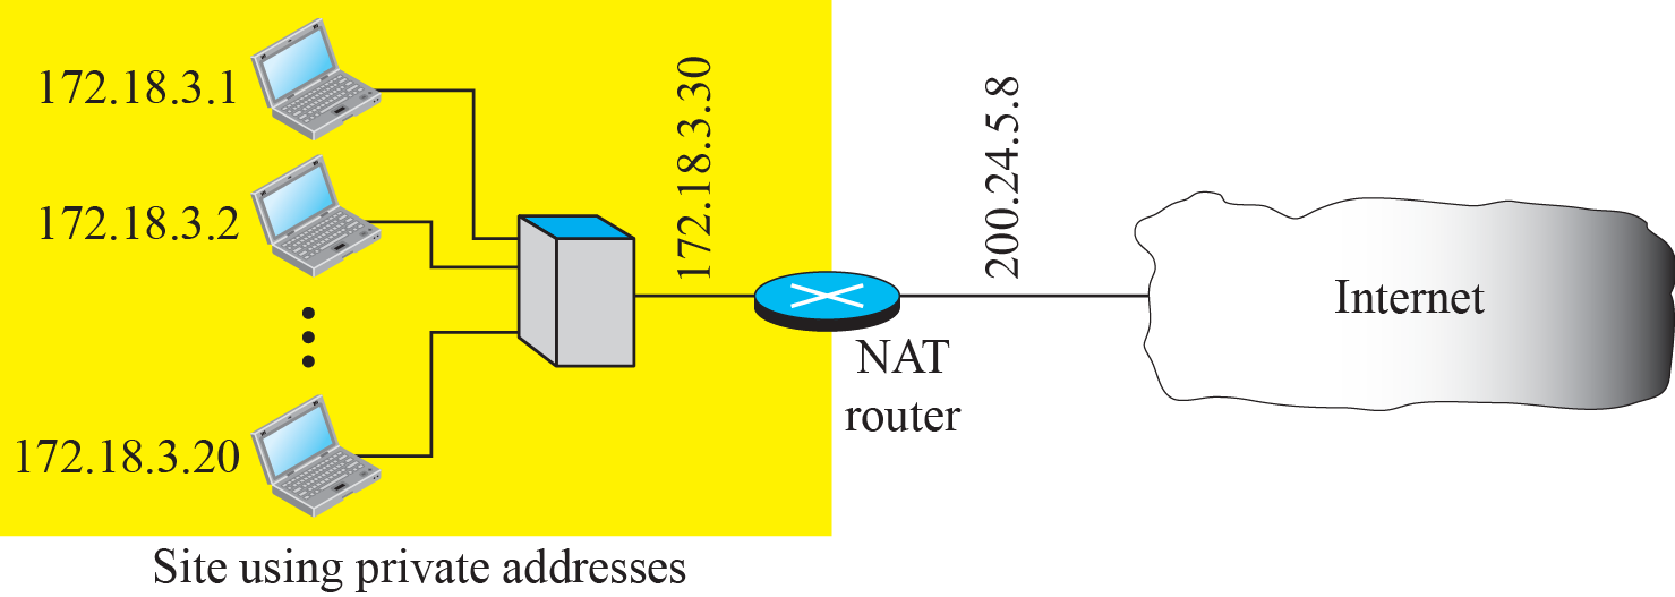 172.18.3.1
172.18.3.2
172.18.3.20
172.18.3.30
200.24.5.8
NAT
router
Internet
Site using private addresses